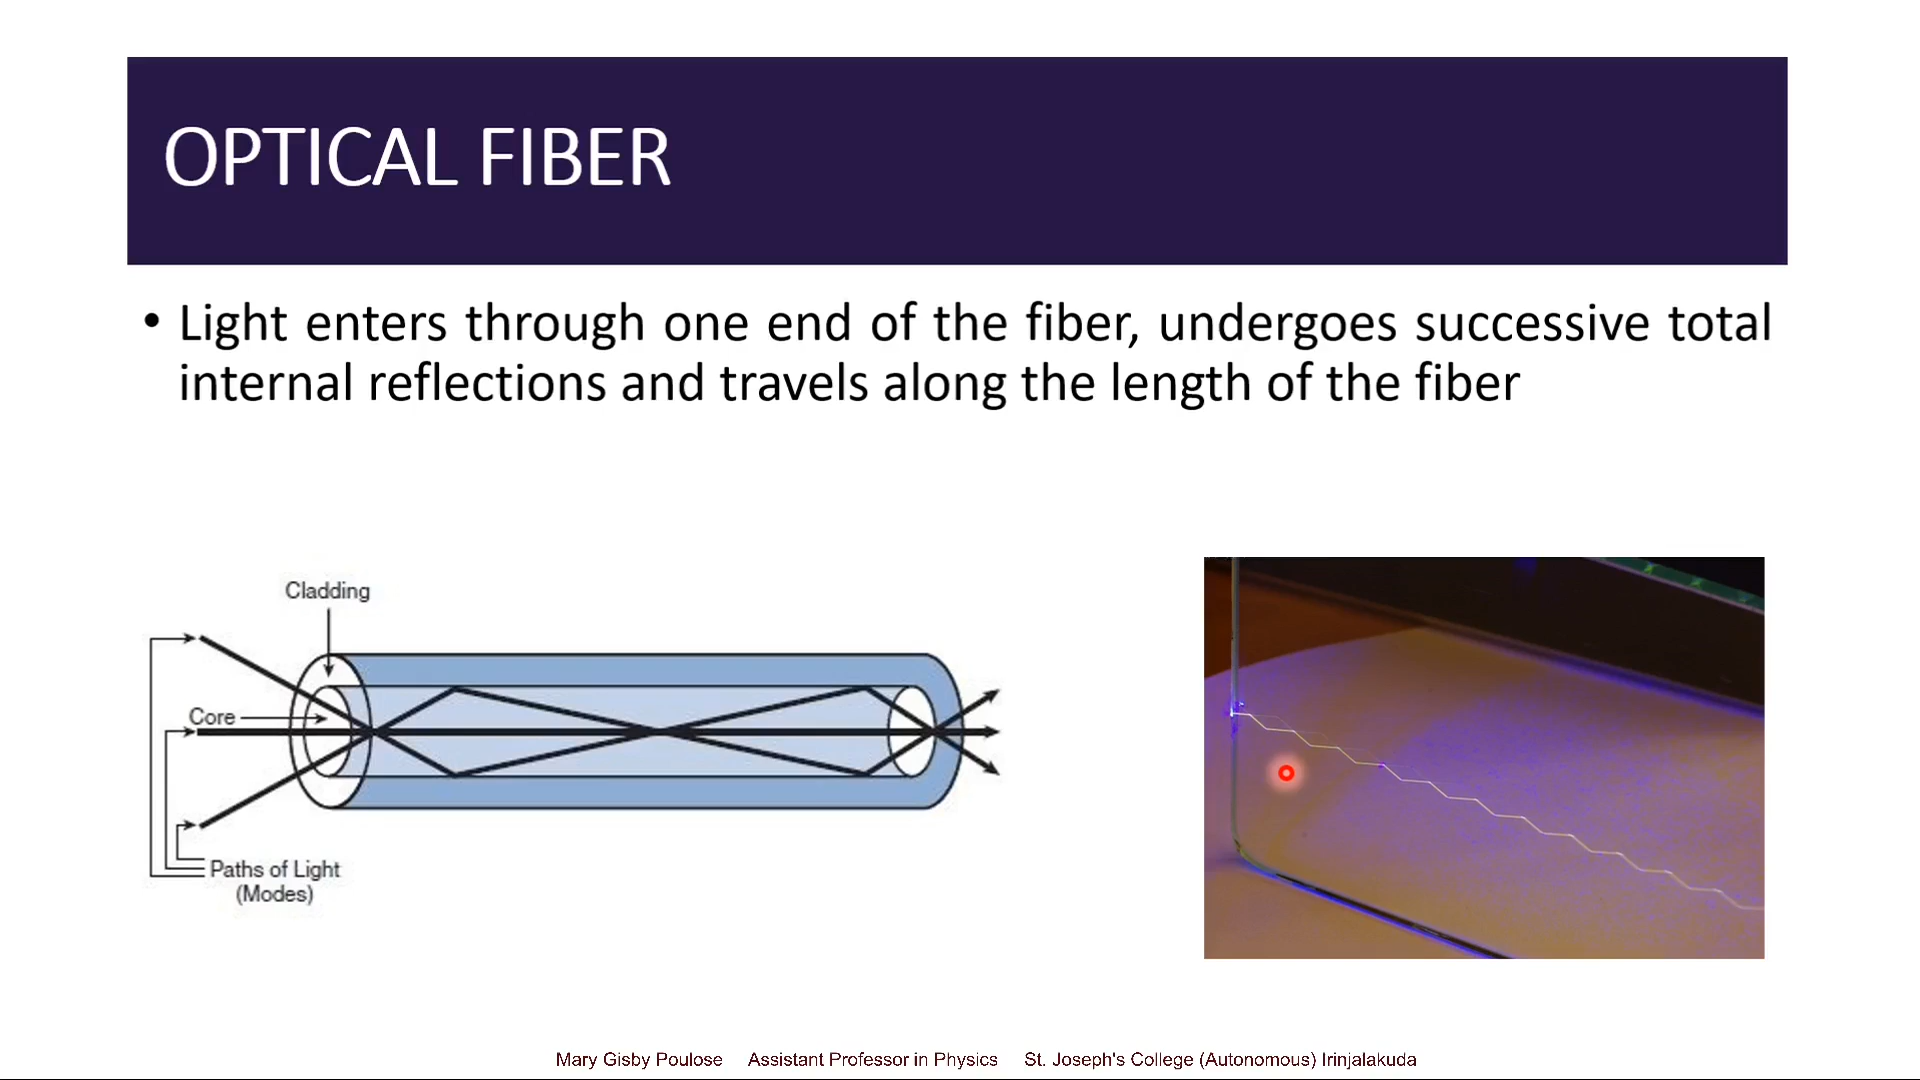 OPTICAL FIBER
• Light enters through one end of the fiber, undergoes successive total
internal reflections and travels along the length of the fiber
Cladding
Core
Paths of Light
(Modes)
Mary Gisby Poulose Assistant Professor in Physics St. Joseph's College (Autonomous) Irinjalakuda